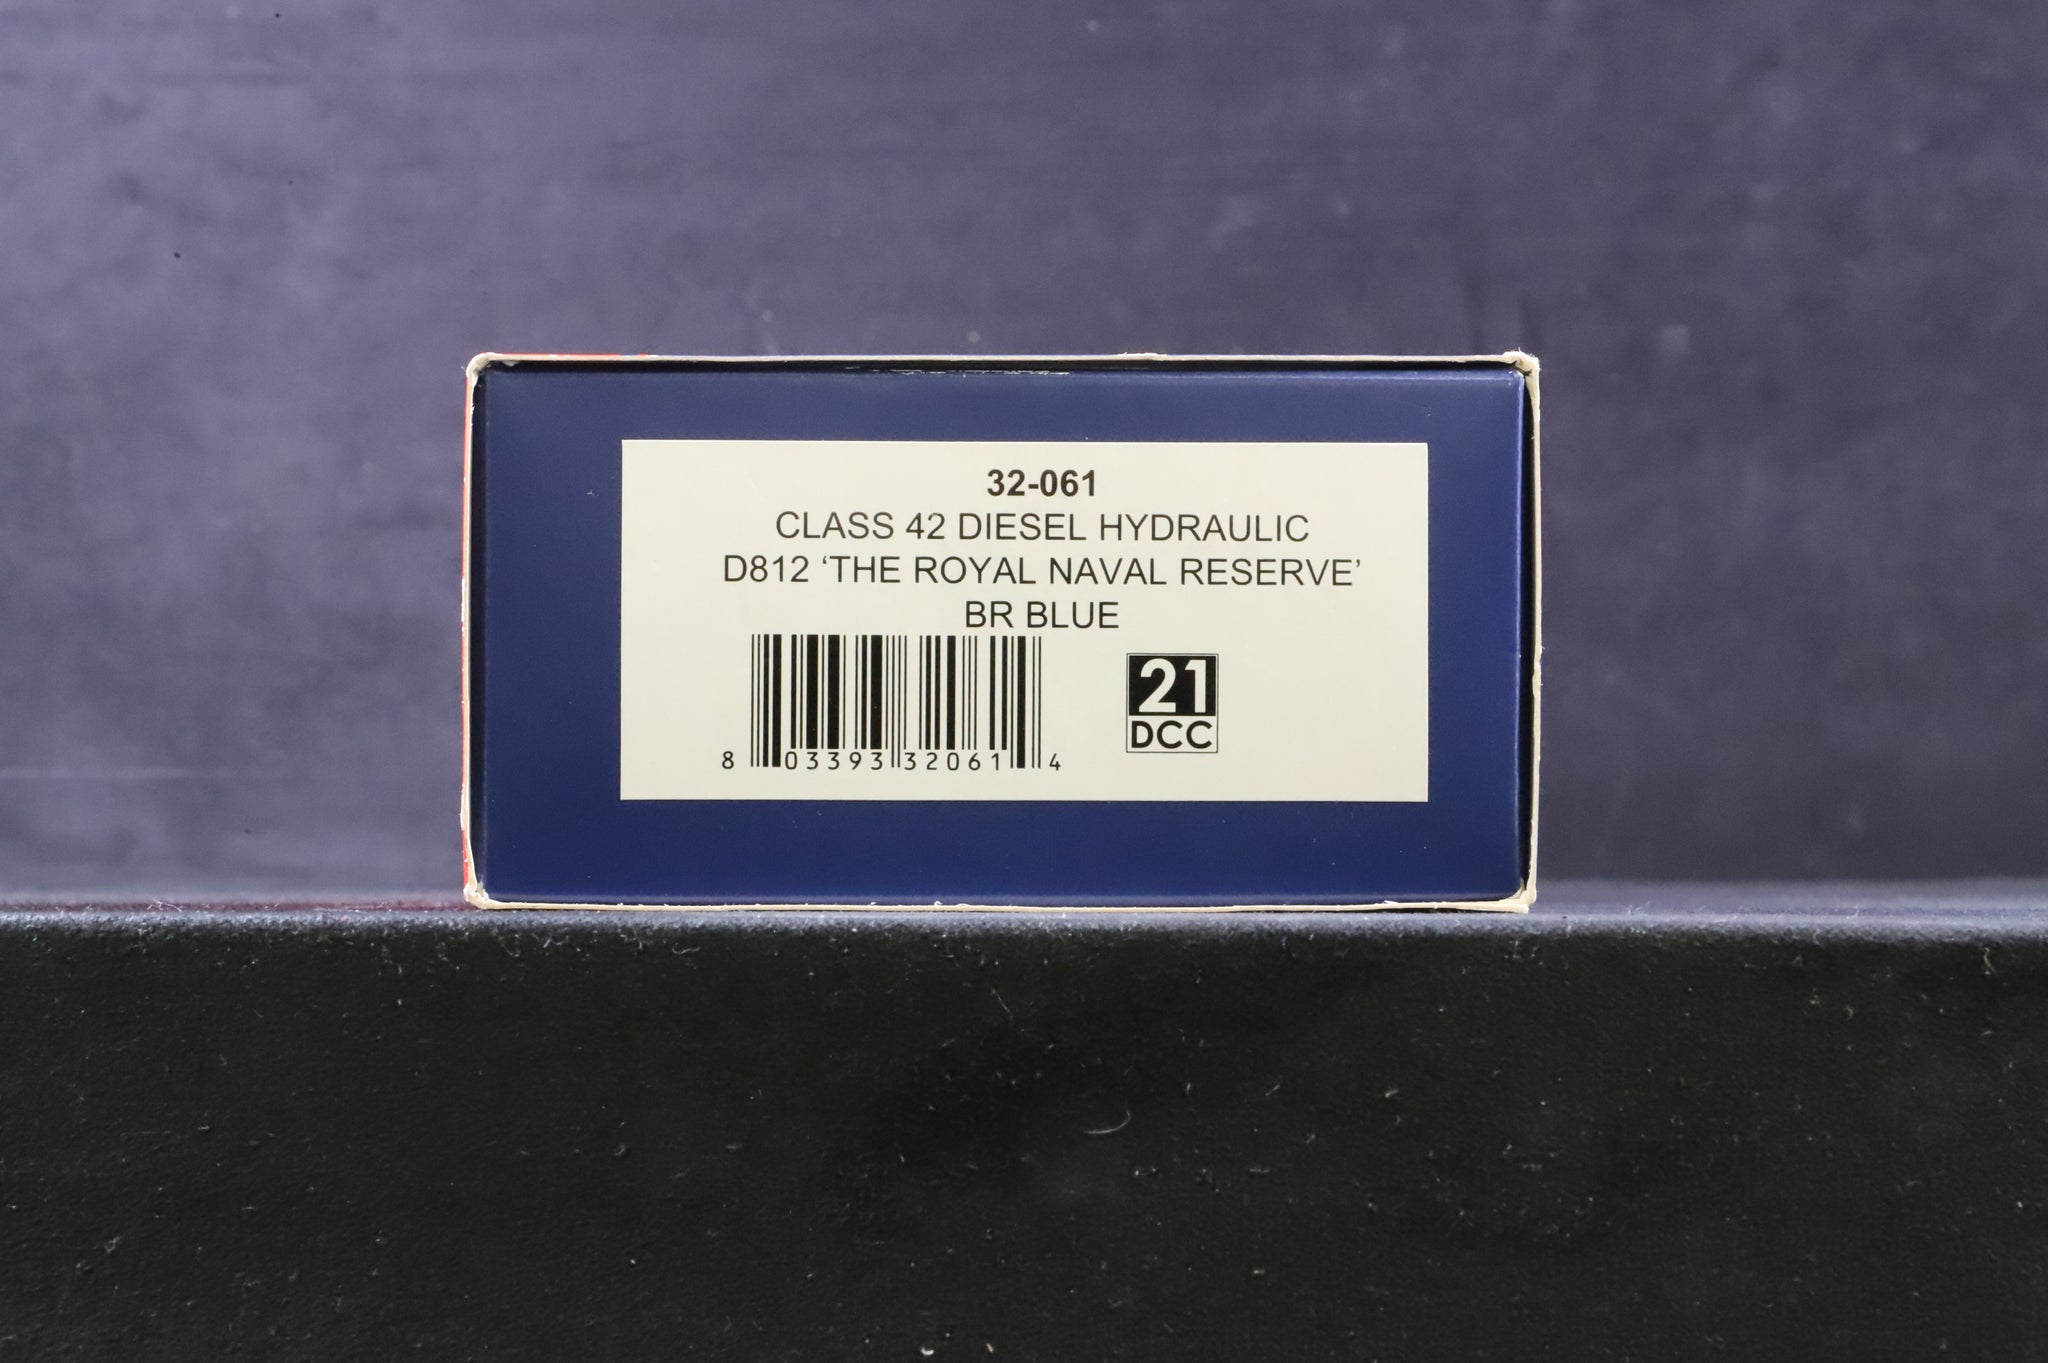 32-061
CLASS 42 DIESEL HYDRAULIC
D812 ‘THE ROYAL NAVAL RESERVE’
BR BLUE
8 03393 32061 4
21
DCC